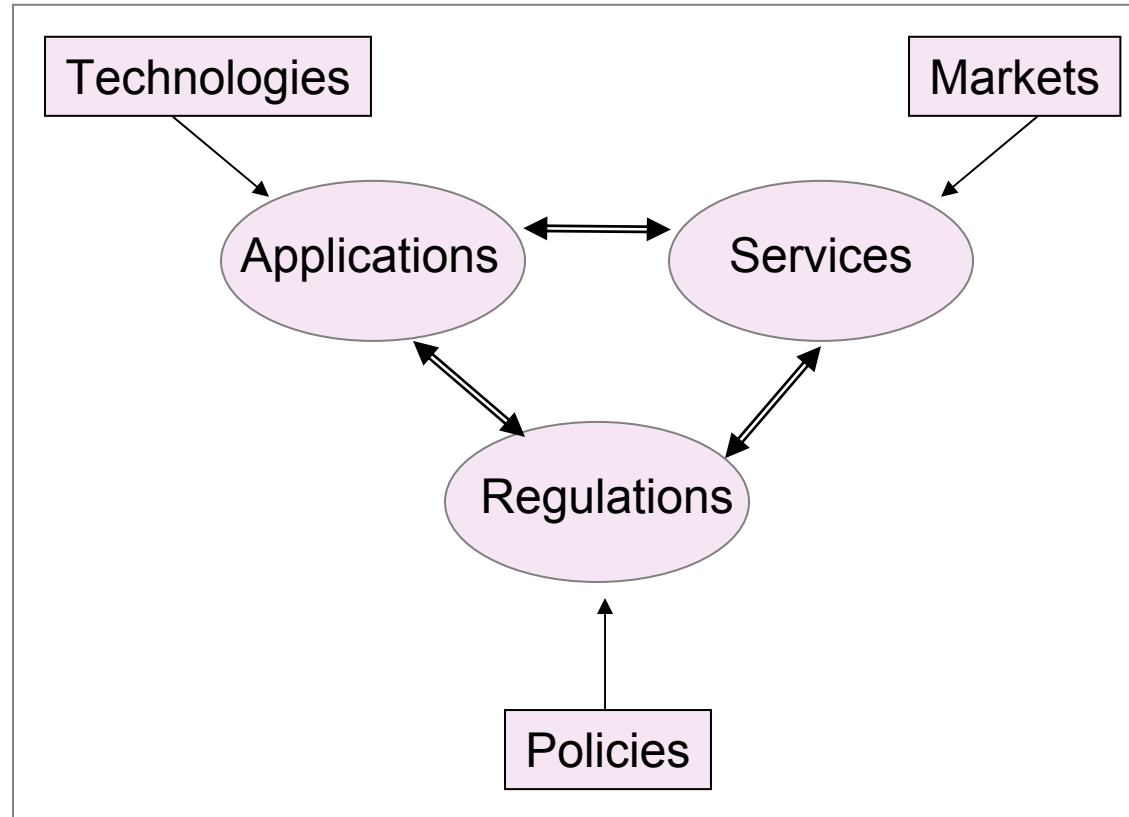 Technologies
Markets
Applications
Services
Regulations
Policies